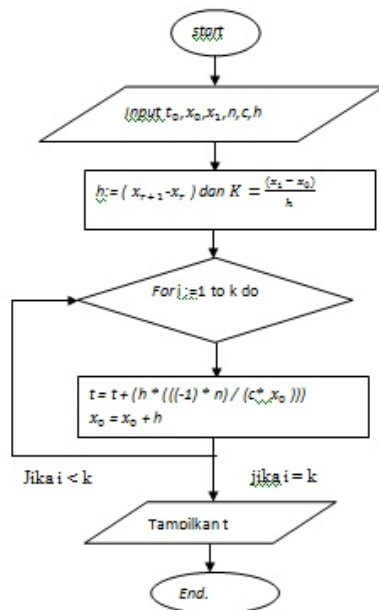 start
Input t₀,x₀,x₁,n,c,h
h:= ( xᵣ₊₁-xᵣ ) dan K = (x₁ − x₀)/h
For i :=1 to k do
t = t + (h * (((-1) * n) / (c* x₀ )))
x₀ = x₀ + h
Jika i < k
jika i = k
Tampilkan t
End.